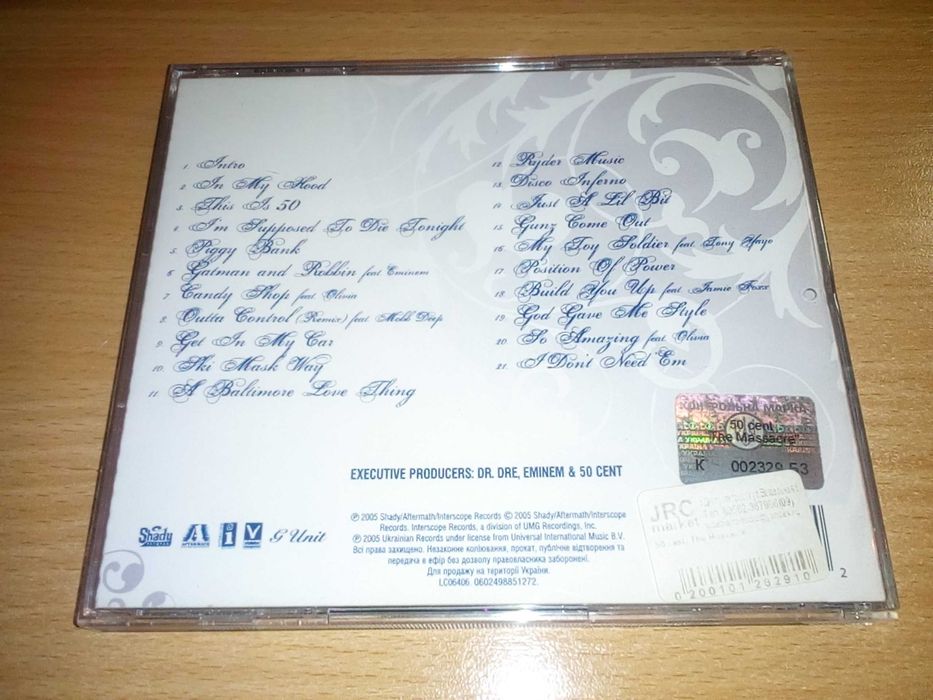 1. Intro
2. In My Hood
3. This Is 50
4. I'm Supposed To Die Tonight
5. Piggy Bank
6. Gatman and Robbin feat Eminem
7. Candy Shop feat. Olivia
8. Outta Control (Remix) feat Mobb Deep
9. Get In My Car
10. Ski Mask Way
11. A Baltimore Love Thing
12. Ryder Music
13. Disco Inferno
14. Just A Lil Bit
15. Gunz Come Out
16. My Toy Soldier feat Tony Yayo
17. Position Of Power
18. Build You Up feat. Jamie Foxx
19. God Gave Me Style
20. So Amazing feat. Olivia
21. I Don't Need 'Em
МАРКА
50 cent
The Massacre
К 002329 53
EXECUTIVE PRODUCERS: DR. DRE, EMINEM & 50 CENT
℗ 2005 Shady/Aftermath/Interscope Records © 2005 Shady/Aftermath/Interscope
Records. Interscope Records, a division of UMG Recordings, Inc.
℗ 2005 Ukrainian Records under license from Universal International Music B.V.
Всі права захищено. Незаконне копіювання, прокат, публічне відтворення та
передача в ефір без дозволу правовласника заборонені.
Для продажу на території України.
LC06406 0602498851272.
Shady
RECORDS
AFTERMATH
G Unit
JRC
market
0200101292910
2